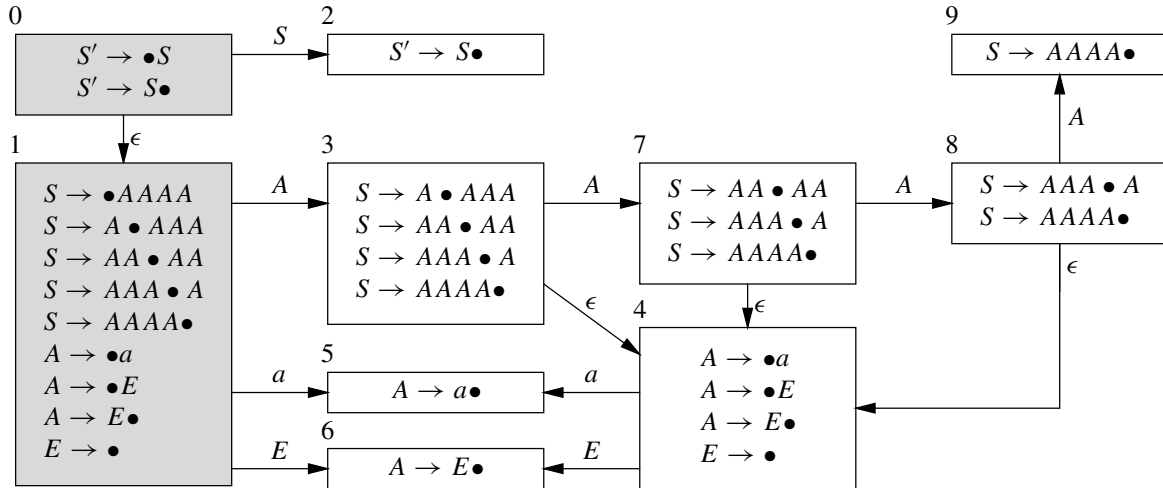 0
S′ → •S
S′ → S•
S
2
S′ → S•
9
S → AAAA•
ϵ
A
1
S → •AAAA
S → A • AAA
S → AA • AA
S → AAA • A
S → AAAA•
A → •a
A → •E
A → E•
E → •
A
3
S → A • AAA
S → AA • AA
S → AAA • A
S → AAAA•
A
7
S → AA • AA
S → AAA • A
S → AAAA•
A
8
S → AAA • A
S → AAAA•
ϵ
ϵ
ϵ
4
A → •a
A → •E
A → E•
E → •
a
5
A → a•
a
E
6
A → E•
E